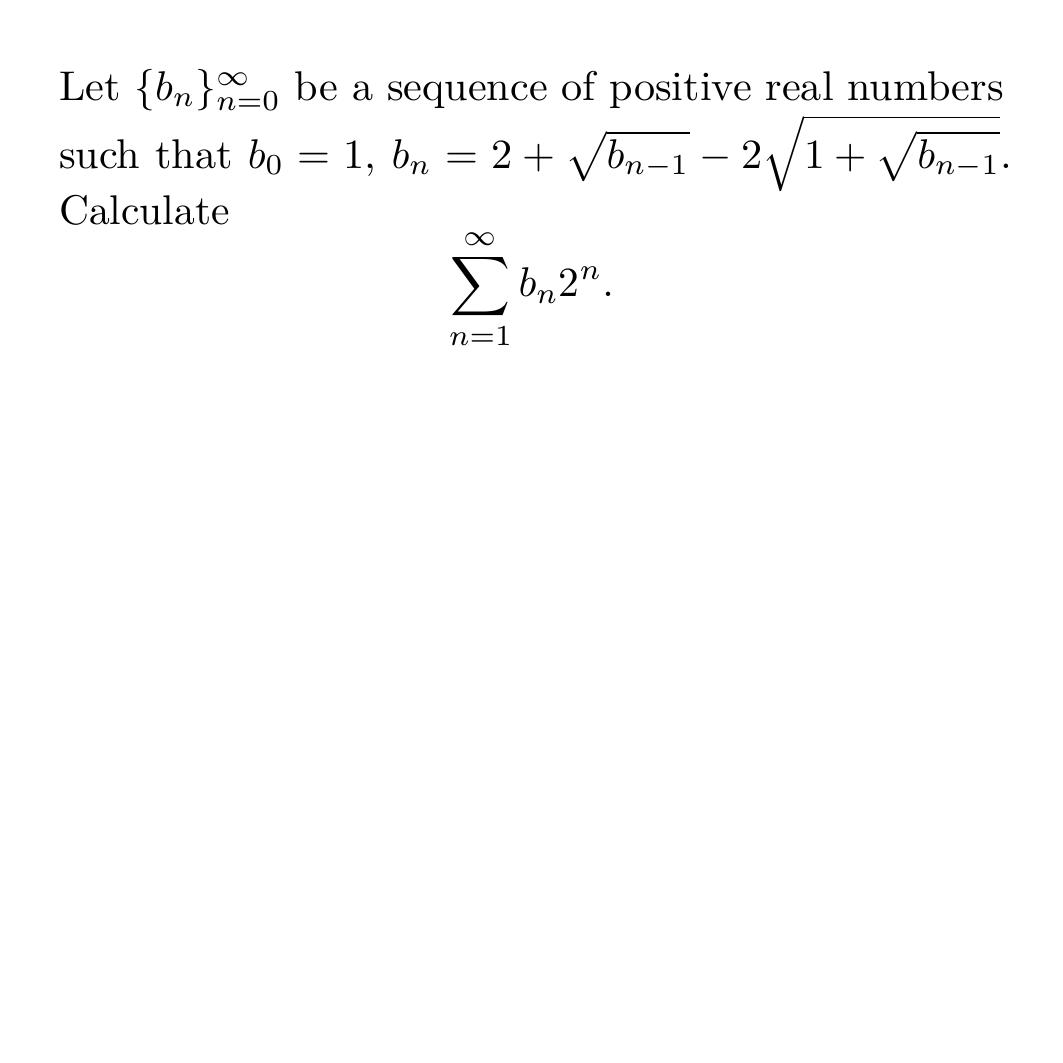 Let $\{b_n\}_{n=0}^{\infty}$ be a sequence of positive real numbers
such that $b_0 = 1$, $b_n = 2 + \sqrt{b_{n-1}} - 2\sqrt{1 + \sqrt{b_{n-1}}}$.
Calculate
$\sum_{n=1}^{\infty} b_n 2^n.$